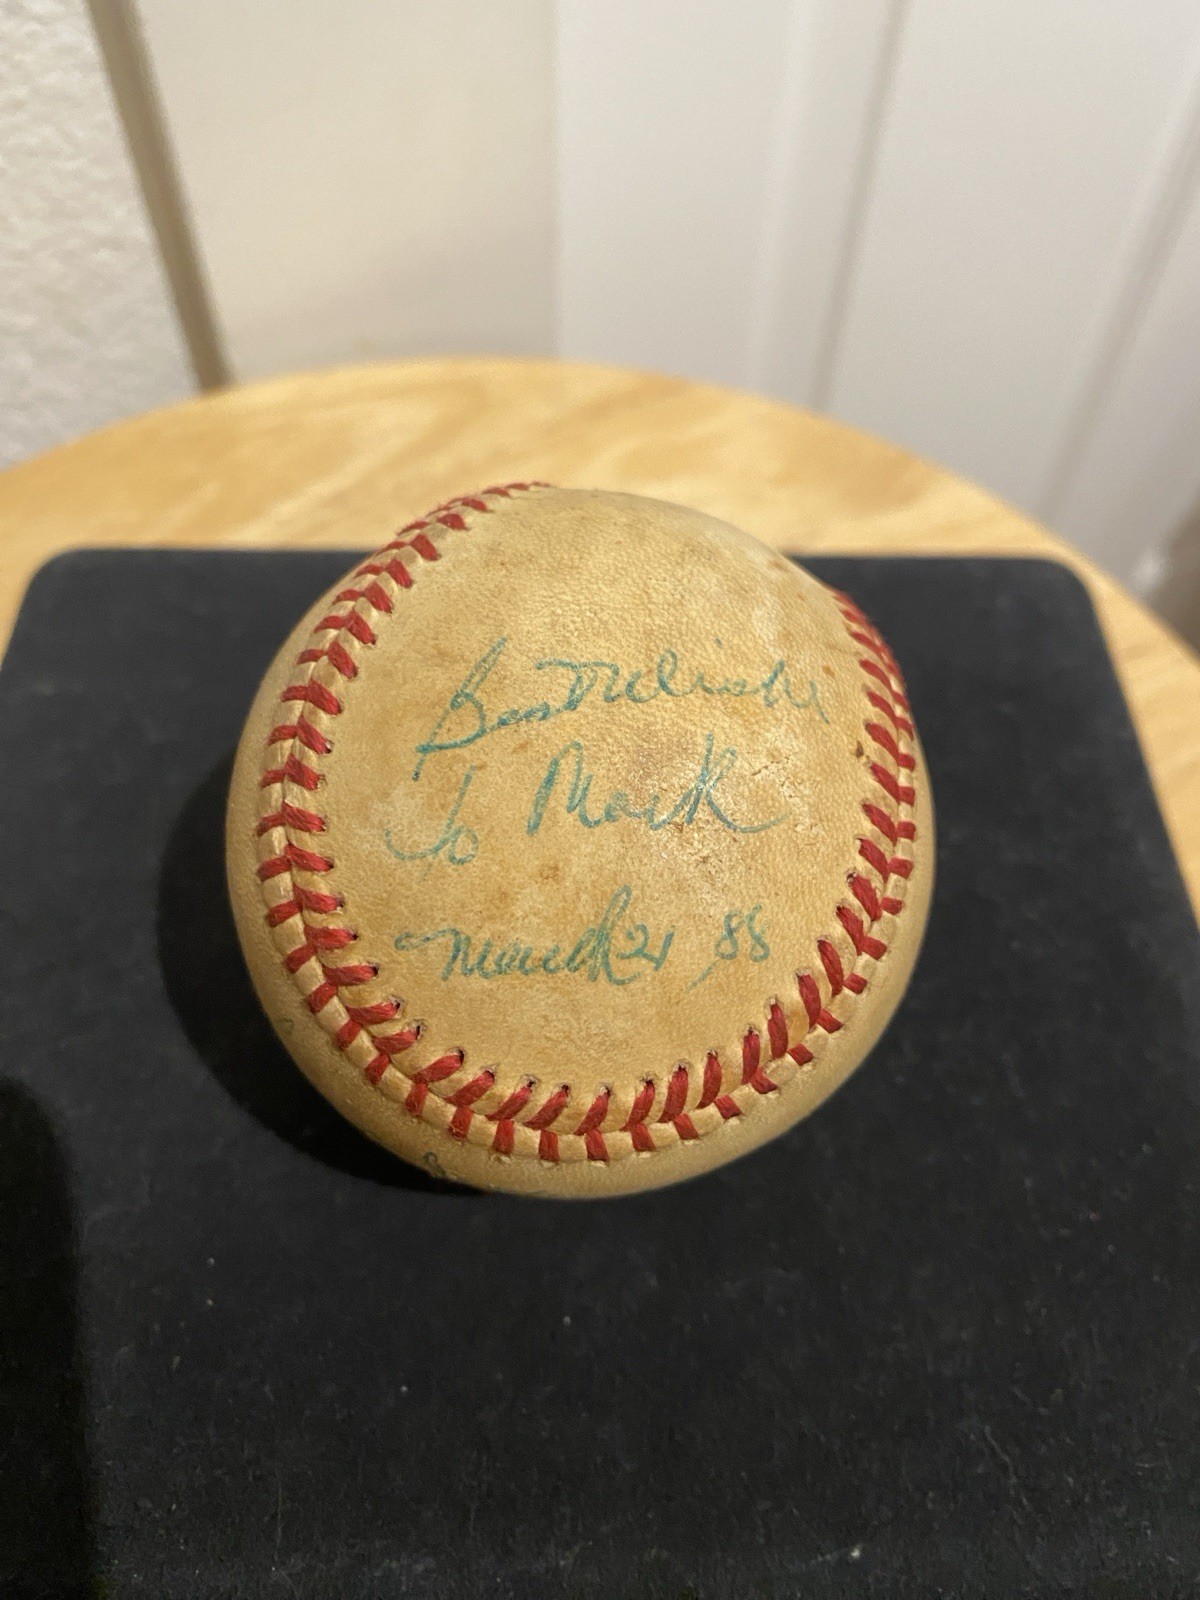 Best Wishes
To Mark
March 21, 88